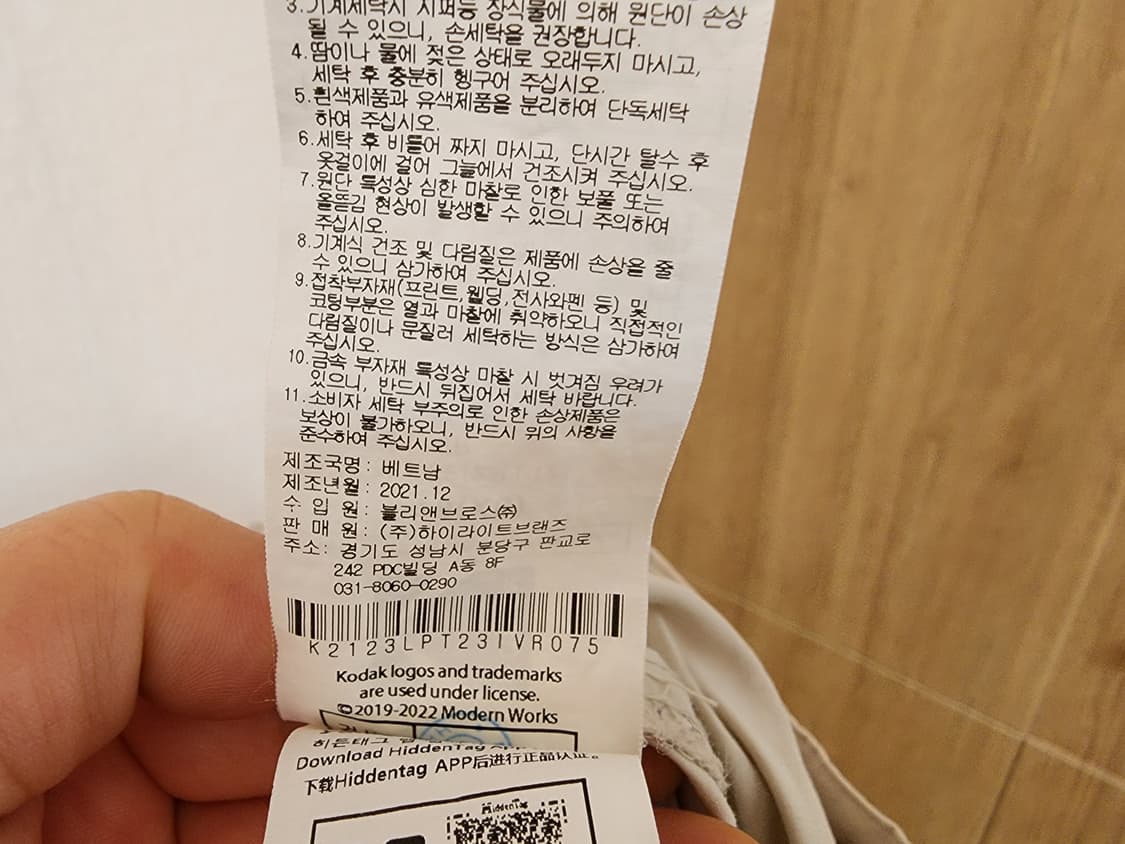 3.기계세탁시 지퍼등 장식물에 의해 원단이 손상
될 수 있으니, 손세탁을 권장합니다.
4.땀이나 물에 젖은 상태로 오래두지 마시고,
세탁 후 충분히 헹구어 주십시오.
5.흰색제품과 유색제품을 분리하여 단독세탁
하여 주십시오.
6.세탁 후 비틀어 짜지 마시고, 단시간 탈수 후
옷걸이에 걸어 그늘에서 건조시켜 주십시오.
7.원단 특성상 심한 마찰로 인한 보풀 또는
올뜯김 현상이 발생할 수 있으니 주의하여
주십시오.
8.기계식 건조 및 다림질은 제품에 손상을 줄
수 있으니 삼가하여 주십시오.
9.접착부자재(프린트,웰딩,전사와펜 등) 및
코팅부분은 열과 마찰에 취약하오니 직접적인
다림질이나 문질러 세탁하는 방식은 삼가하여
주십시오.
10.금속 부자재 특성상 마찰 시 벗겨짐 우려가
있으니, 반드시 뒤집어서 세탁 바랍니다.
11.소비자 세탁 부주의로 인한 손상제품은
보상이 불가하오니, 반드시 위의 사항을
준수하여 주십시오.
제조국명: 베트남
제조년월: 2021.12
수 입 원: 블리앤브로스㈜
판 매 원: (주)하이라이트브랜즈
주소: 경기도 성남시 분당구 판교로
242 PDC빌딩 A동 8F
031-8060-0290
K2123LPT23IVR075
Kodak logos and trademarks
are used under license.
©2019-2022 Modern Works
히든태그
Download HiddenTag APP
下载Hiddentag APP后进行正品认证。
HiddenTag